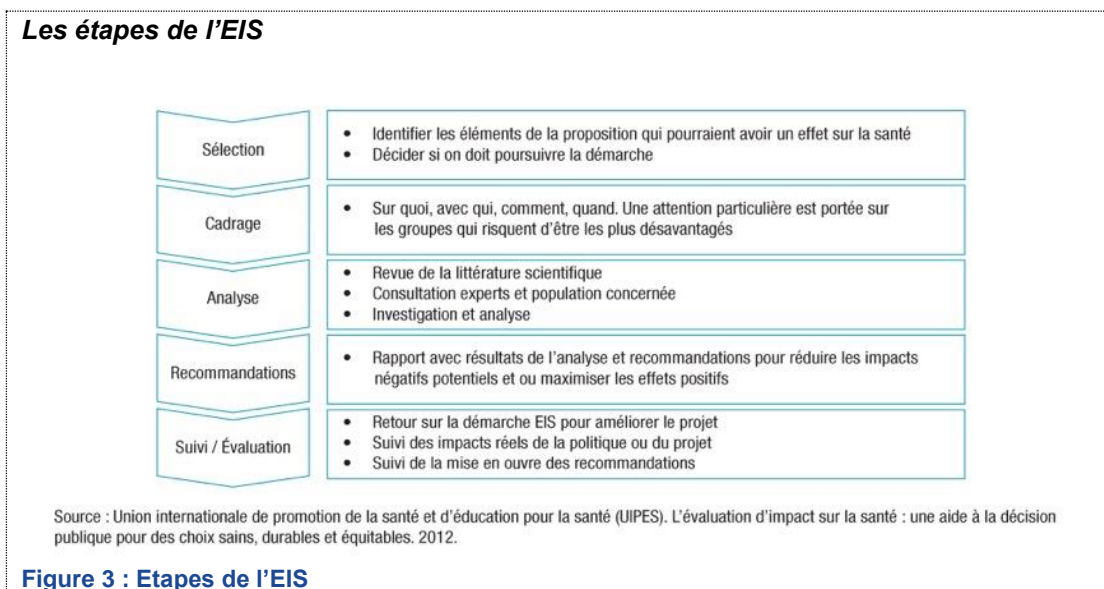 Les étapes de l’EIS
Sélection
• Identifier les éléments de la proposition qui pourraient avoir un effet sur la santé
• Décider si on doit poursuivre la démarche
Cadrage
• Sur quoi, avec qui, comment, quand. Une attention particulière est portée sur
les groupes qui risquent d’être les plus désavantagés
Analyse
• Revue de la littérature scientifique
• Consultation experts et population concernée
• Investigation et analyse
Recommandations
• Rapport avec résultats de l’analyse et recommandations pour réduire les impacts
négatifs potentiels et ou maximiser les effets positifs
Suivi / Évaluation
• Retour sur la démarche EIS pour améliorer le projet
• Suivi des impacts réels de la politique ou du projet
• Suivi de la mise en ouvre des recommandations
Source : Union internationale de promotion de la santé et d’éducation pour la santé (UIPES). L’évaluation d’impact sur la santé : une aide à la décision
publique pour des choix sains, durables et équitables. 2012.
Figure 3 : Etapes de l’EIS